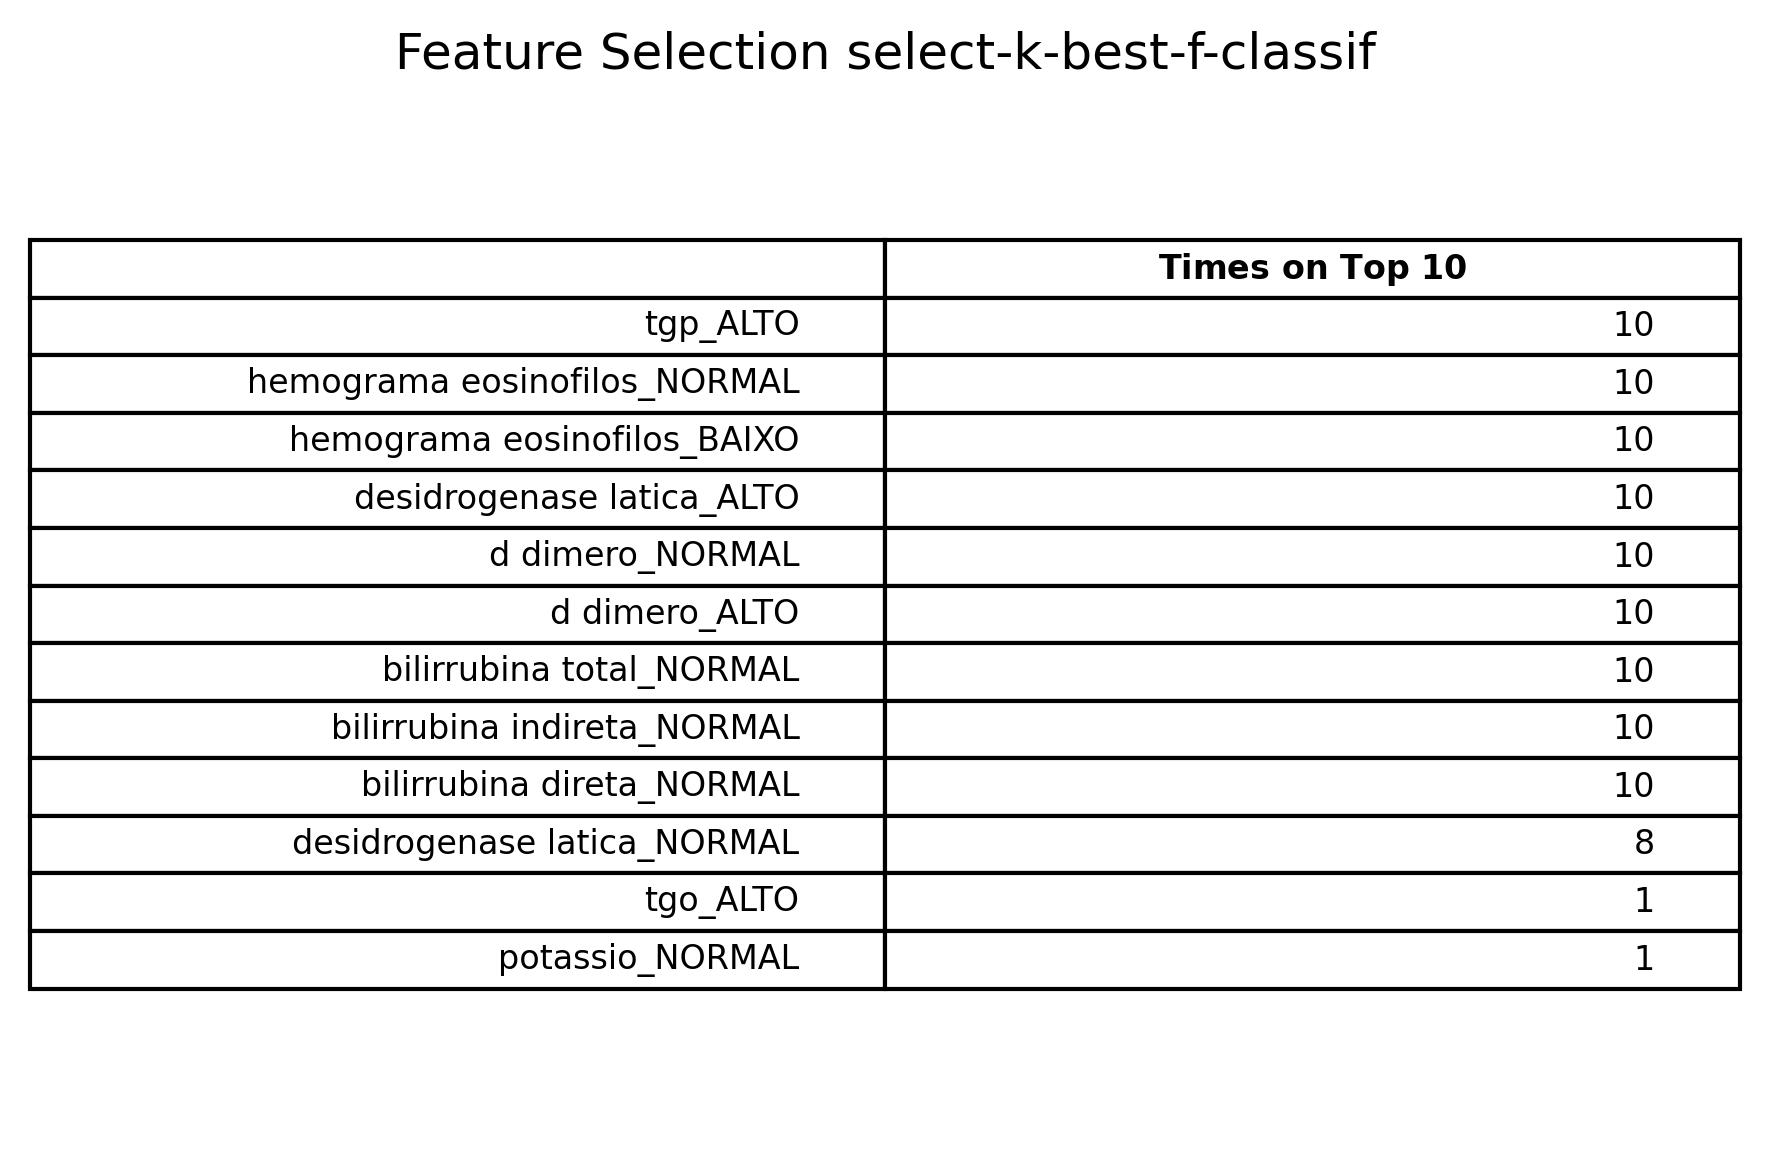 Feature Selection select-k-best-f-classif
Times on Top 10
tgp_ALTO 10
hemograma eosinofilos_NORMAL 10
hemograma eosinofilos_BAIXO 10
desidrogenase latica_ALTO 10
d dimero_NORMAL 10
d dimero_ALTO 10
bilirrubina total_NORMAL 10
bilirrubina indireta_NORMAL 10
bilirrubina direta_NORMAL 10
desidrogenase latica_NORMAL 8
tgo_ALTO 1
potassio_NORMAL 1